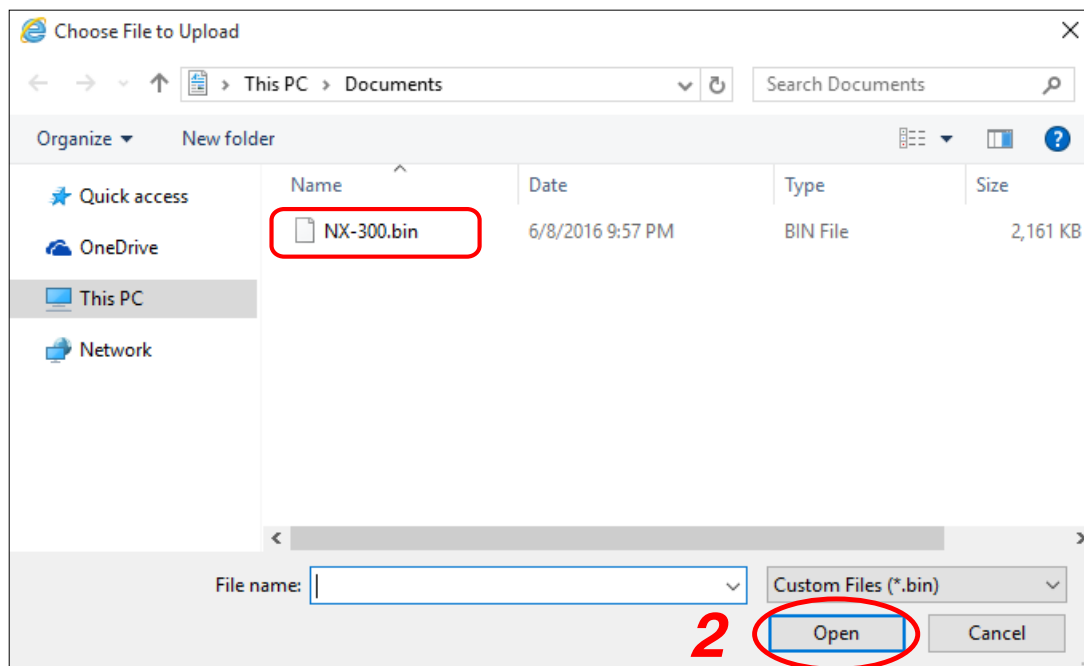 Choose File to Upload
This PC > Documents
Search Documents
Organize
New folder
Name
Date
Type
Size
Quick access
OneDrive
This PC
Network
NX-300.bin
6/8/2016 9:57 PM
BIN File
2,161 KB
File name:
Custom Files (*.bin)
2
Open
Cancel